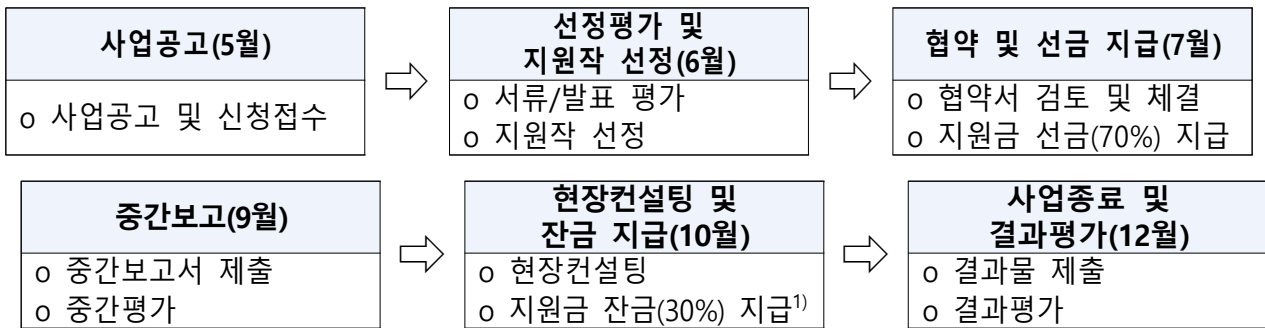 사업공고(5월)
o 사업공고 및 신청접수
선정평가 및
지원작 선정(6월)
o 서류/발표 평가
o 지원작 선정
협약 및 선금 지급(7월)
o 협약서 검토 및 체결
o 지원금 선금(70%) 지급
중간보고(9월)
o 중간보고서 제출
o 중간평가
현장컨설팅 및
잔금 지급(10월)
o 현장컨설팅
o 지원금 잔금(30%) 지급1)
사업종료 및
결과평가(12월)
o 결과물 제출
o 결과평가